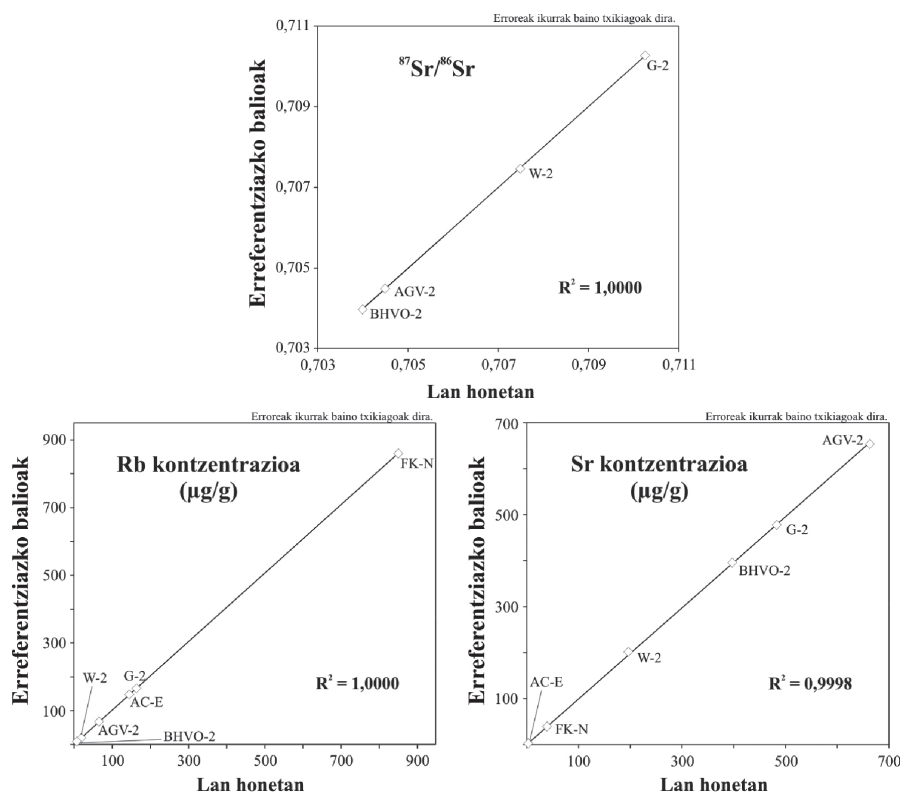 Erroreak ikurrak baino txikiagoak dira.
0,711
⁸⁷Sr/⁸⁶Sr
G-2
0,709
Erreferentziazko balioak
W-2
0,707
0,705
AGV-2
R² = 1,0000
BHVO-2
0,703
0,703 0,705 0,707 0,709 0,711
Lan honetan
Erroreak ikurrak baino txikiagoak dira.
900
Rb kontzentrazioa
(µg/g)
FK-N
Erreferentziazko balioak
700
500
300
W-2
G-2
AC-E
R² = 1,0000
100
AGV-2
BHVO-2
100 300 500 700 900
Lan honetan
Erroreak ikurrak baino txikiagoak dira.
700
AGV-2
Sr kontzentrazioa
(µg/g)
Erreferentziazko balioak
500
G-2
BHVO-2
300
W-2
AC-E
R² = 0,9998
100
FK-N
100 300 500 700
Lan honetan